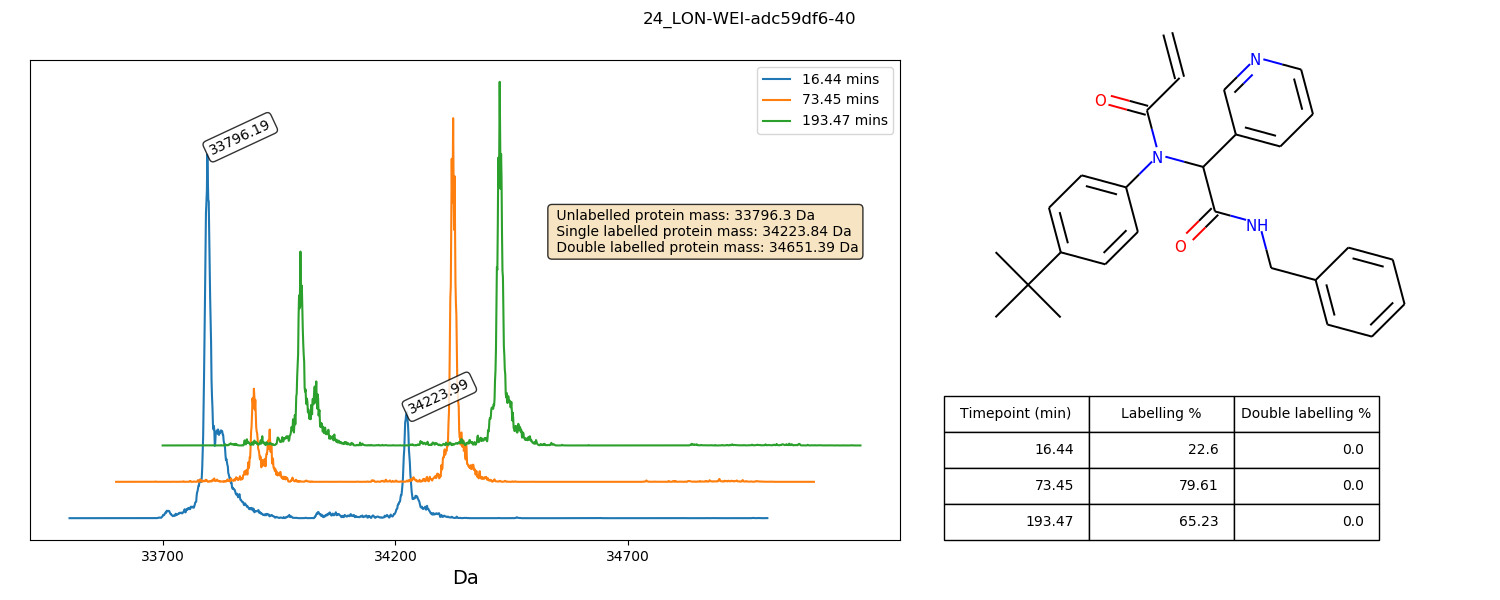 24_LON-WEI-adc59df6-40
16.44 mins
73.45 mins
193.47 mins
33796.19
34223.99
Unlabelled protein mass: 33796.3 Da
Single labelled protein mass: 34223.84 Da
Double labelled protein mass: 34651.39 Da
33700 34200 34700
Da
N
O
N
O
NH
Timepoint (min) Labelling % Double labelling %
16.44 22.6 0.0
73.45 79.61 0.0
193.47 65.23 0.0